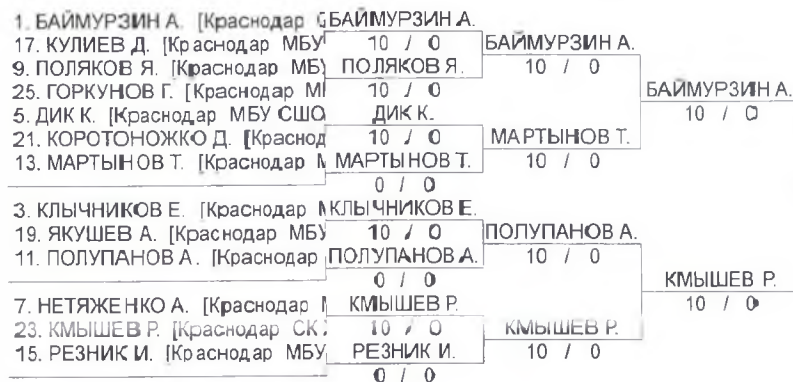 1. БАЙМУРЗИН А. [Краснодар БАЙМУРЗИН А.
17. КУЛИЕВ Д. [Краснодар МБУ 10 / 0 БАЙМУРЗИН А.
9. ПОЛЯКОВ Я. [Краснодар МБУ ПОЛЯКОВ Я. 10 / 0
25. ГОРКУНОВ Г. [Краснодар М 10 / 0 БАЙМУРЗИН А.
5. ДИК К. [Краснодар МБУ СШО ДИК К. 10 / 0
21. КОРОТОНОЖКО Д. [Краснод 10 / 0 МАРТЫНОВ Т.
13. МАРТЫНОВ Т. [Краснодар М МАРТЫНОВ Т. 10 / 0
0 / 0
3. КЛЫЧНИКОВ Е. [Краснодар КЛЫЧНИКОВ Е.
19. ЯКУШЕВ А. [Краснодар МБУ 10 / 0 ПОЛУПАНОВ А.
11. ПОЛУПАНОВ А. [Краснодар ПОЛУПАНОВ А. 10 / 0
0 / 0 КМЫШЕВ Р.
7. НЕТЯЖЕНКО А. [Краснодар КМЫШЕВ Р. 10 / 0
23. КМЫШЕВ Р. [Краснодар СК 10 / 0 КМЫШЕВ Р.
15. РЕЗНИК И. [Краснодар МБУ РЕЗНИК И. 10 / 0
0 / 0